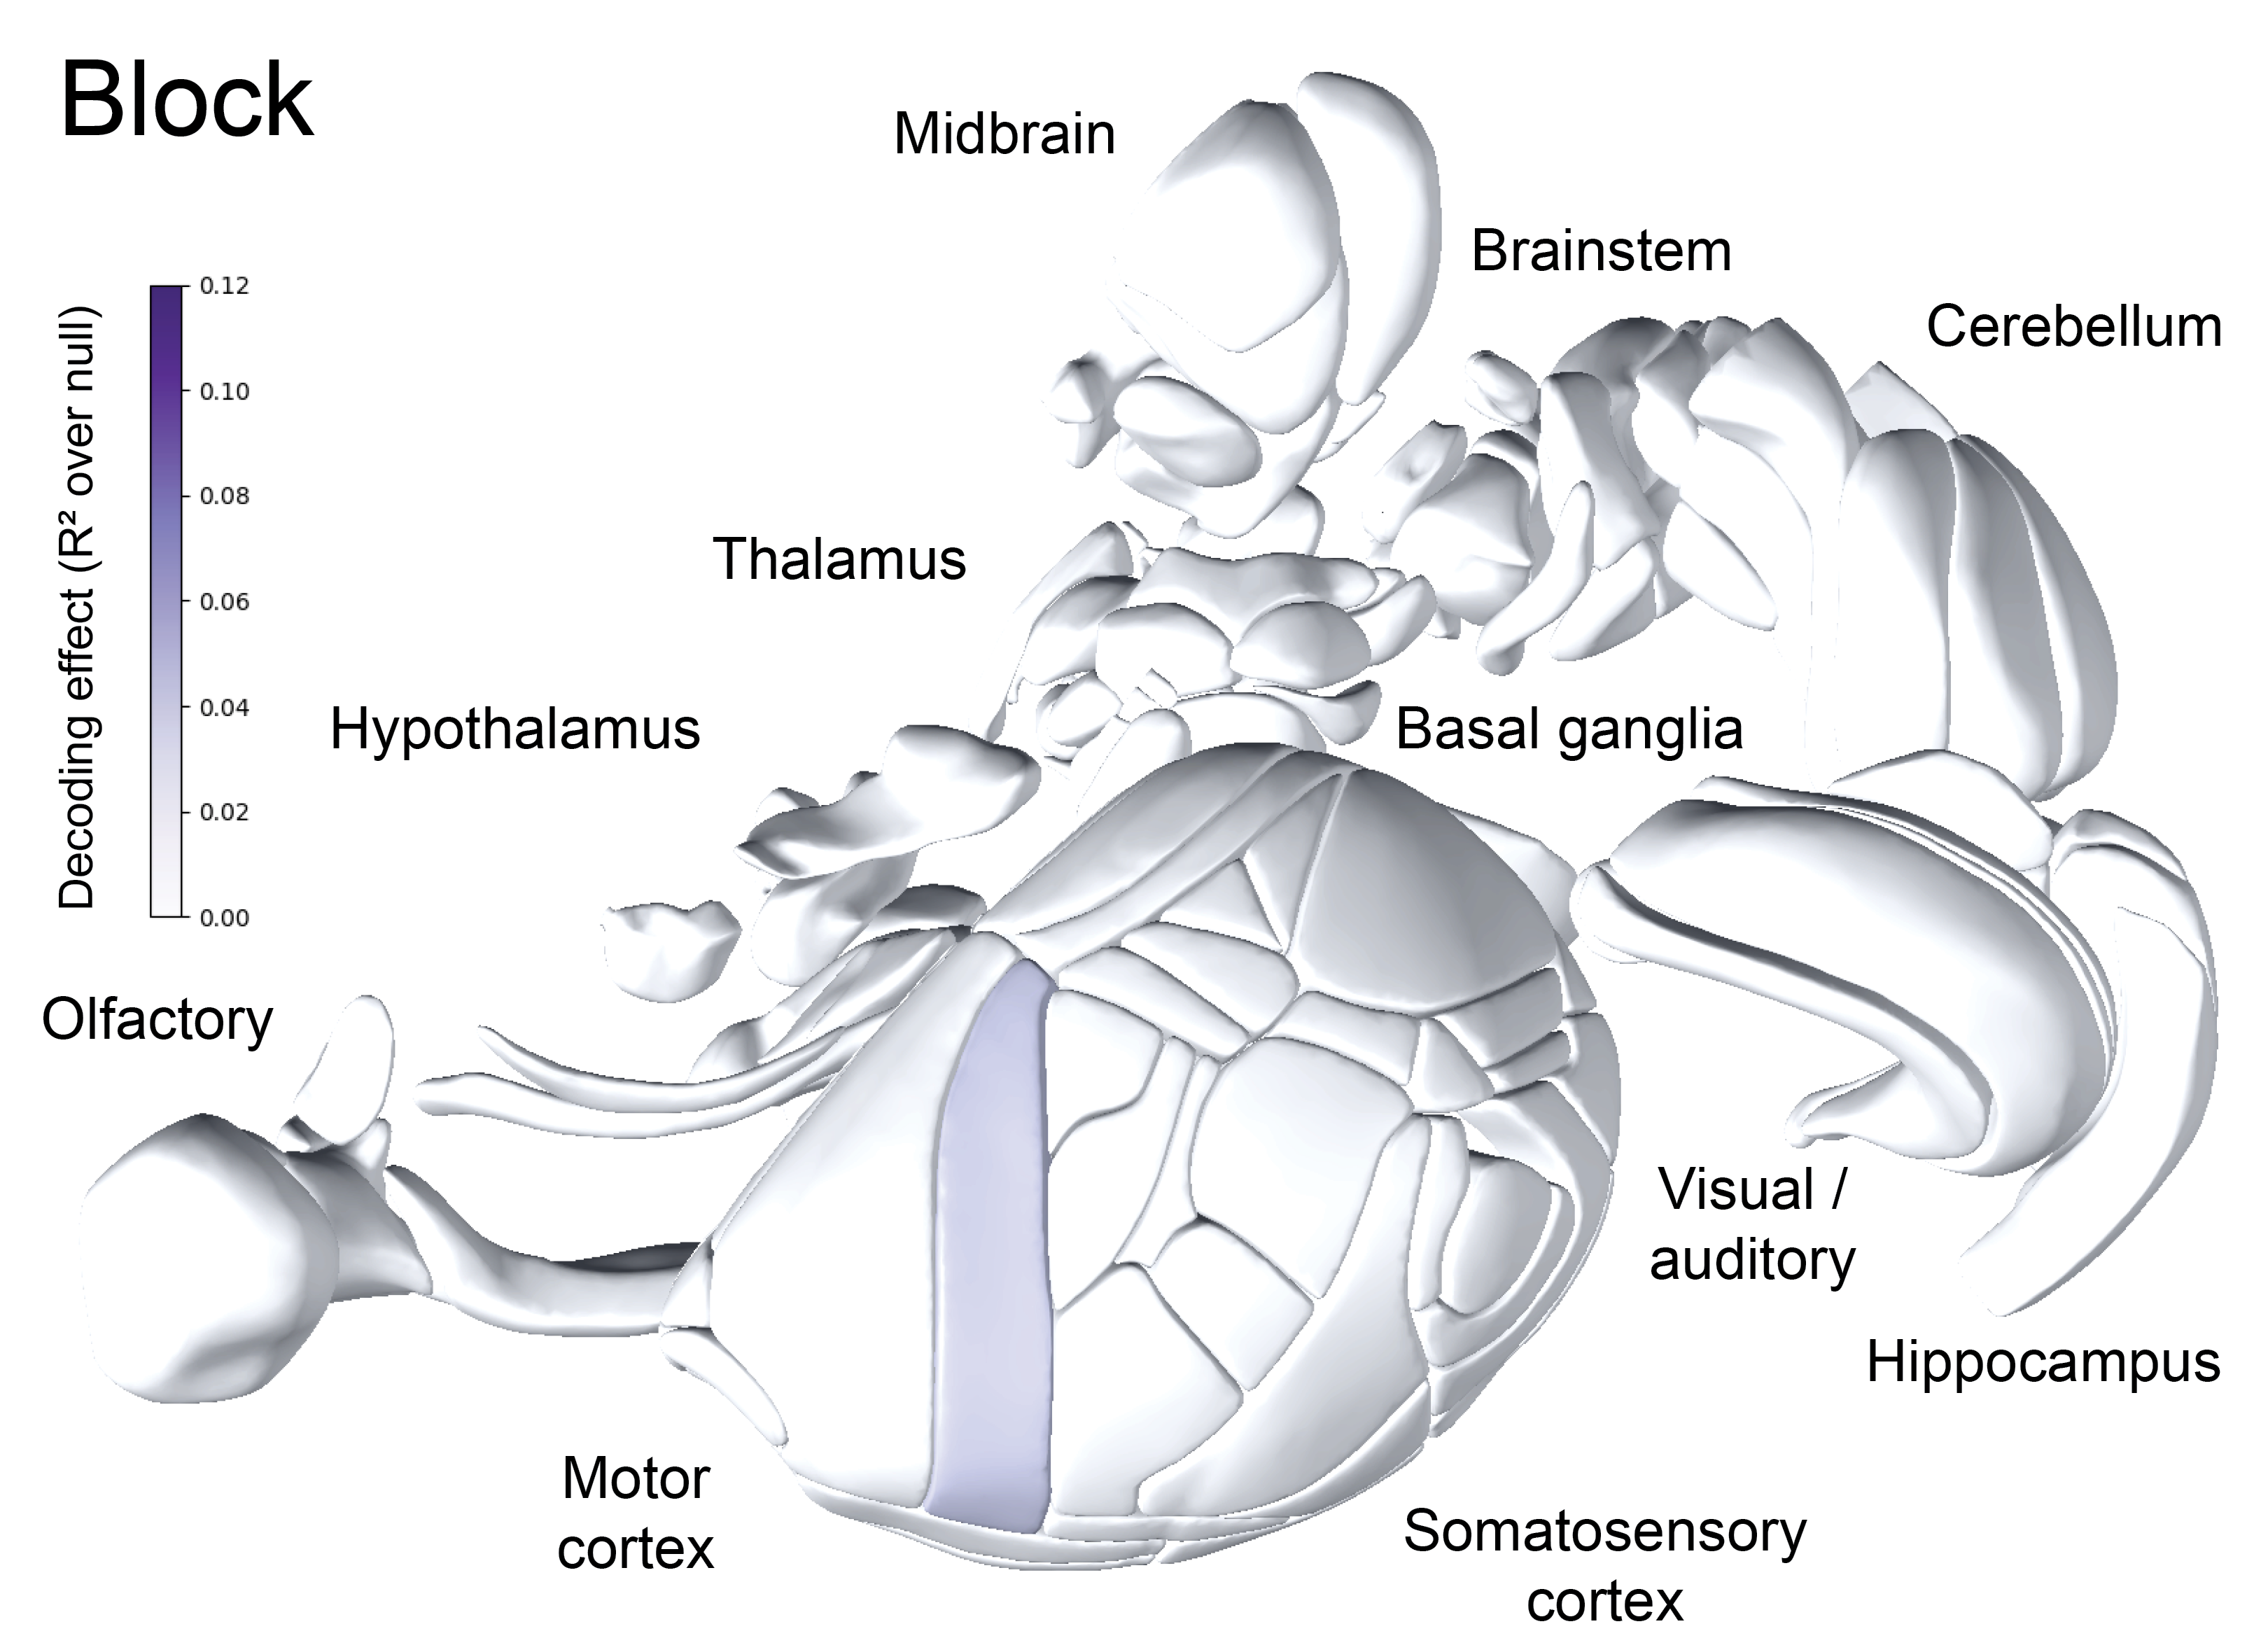 Block
Midbrain
Brainstem
Cerebellum
0.12
0.10
0.08
0.06
0.04
0.02
0.00
Decoding effect (R² over null)
Thalamus
Hypothalamus
Basal ganglia
Olfactory
Visual /
auditory
Hippocampus
Motor
cortex
Somatosensory
cortex